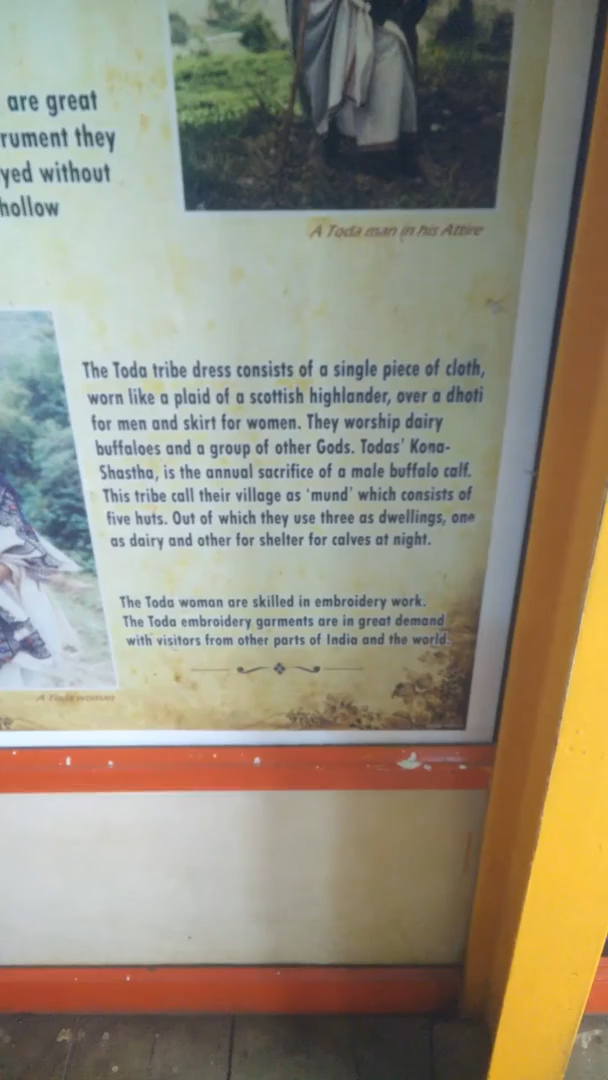 are great
rument they
yed without
hollow
A Toda man in his Attire
The Toda tribe dress consists of a single piece of cloth,
worn like a plaid of a scottish highlander, over a dhoti
for men and skirt for women. They worship dairy
buffaloes and a group of other Gods. Todas' Kona-
Shastha, is the annual sacrifice of a male buffalo calf.
This tribe call their village as 'mund' which consists of
five huts. Out of which they use three as dwellings, one
as dairy and other for shelter for calves at night.
The Toda woman are skilled in embroidery work.
The Toda embroidery garments are in great demand
with visitors from other parts of India and the world.
A Toda woman